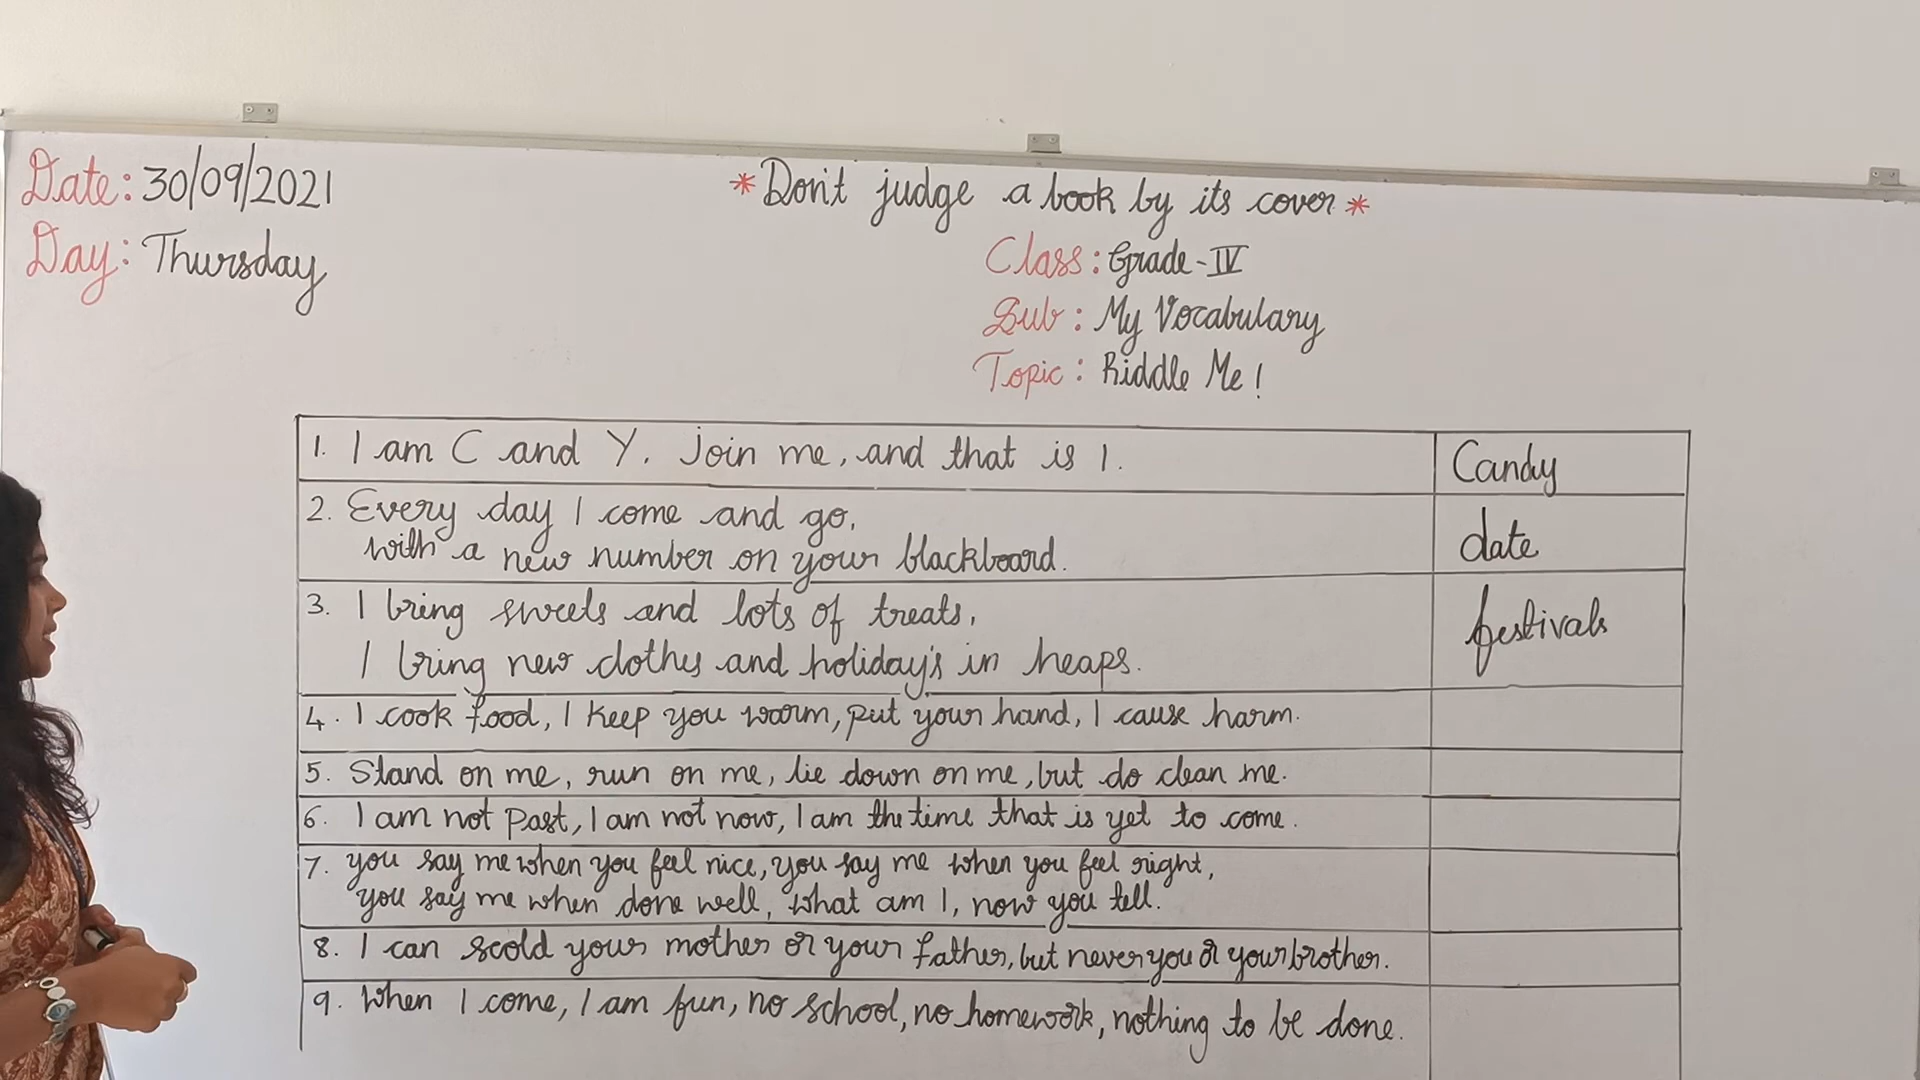 Date: 30/09/2021
Day: Thursday
*Don't judge a book by its cover*
Class: Grade-IV
Sub: My Vocabulary
Topic: Riddle Me!
1. I am C and Y. Join me, and that is 1. Candy
2. Every day I come and go,
with a new number on your blackboard. date
3. I bring sweets and lots of treats,
I bring new clothes and holiday's in heaps. festivals
4. I cook food, I keep you warm, put your hand, I cause harm.
5. Stand on me, run on me, lie down on me, but do clean me.
6. I am not past, I am not now, I am the time that is yet to come.
7. you say me when you feel nice, you say me when you feel right,
you say me when done well, what am I, now you tell.
8. I can scold your mother or your father, but never you or your brother.
9. When I come, I am fun, no school, no homework, nothing to be done.